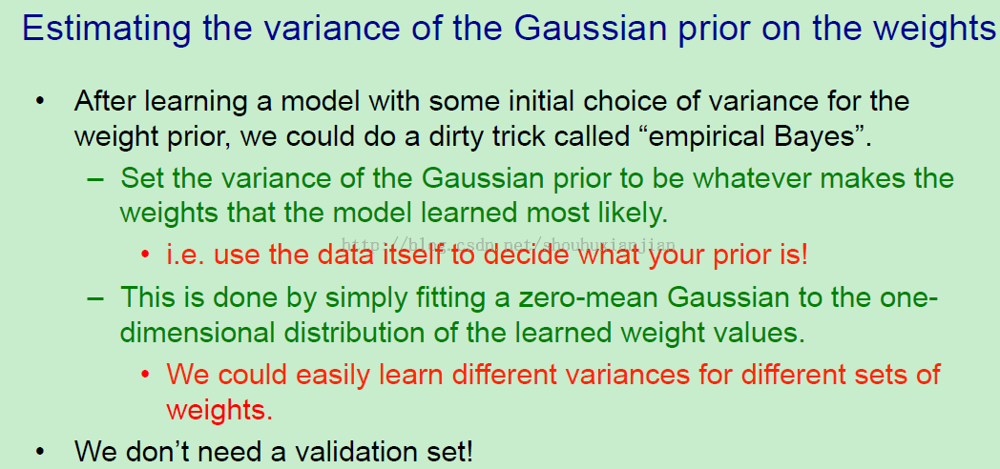 Estimating the variance of the Gaussian prior on the weights
• After learning a model with some initial choice of variance for the
weight prior, we could do a dirty trick called “empirical Bayes”.
– Set the variance of the Gaussian prior to be whatever makes the
weights that the model learned most likely.
http://blog.csdn.net/shouhuxianjian
• i.e. use the data itself to decide what your prior is!
– This is done by simply fitting a zero-mean Gaussian to the one-
dimensional distribution of the learned weight values.
• We could easily learn different variances for different sets of
weights.
• We don’t need a validation set!